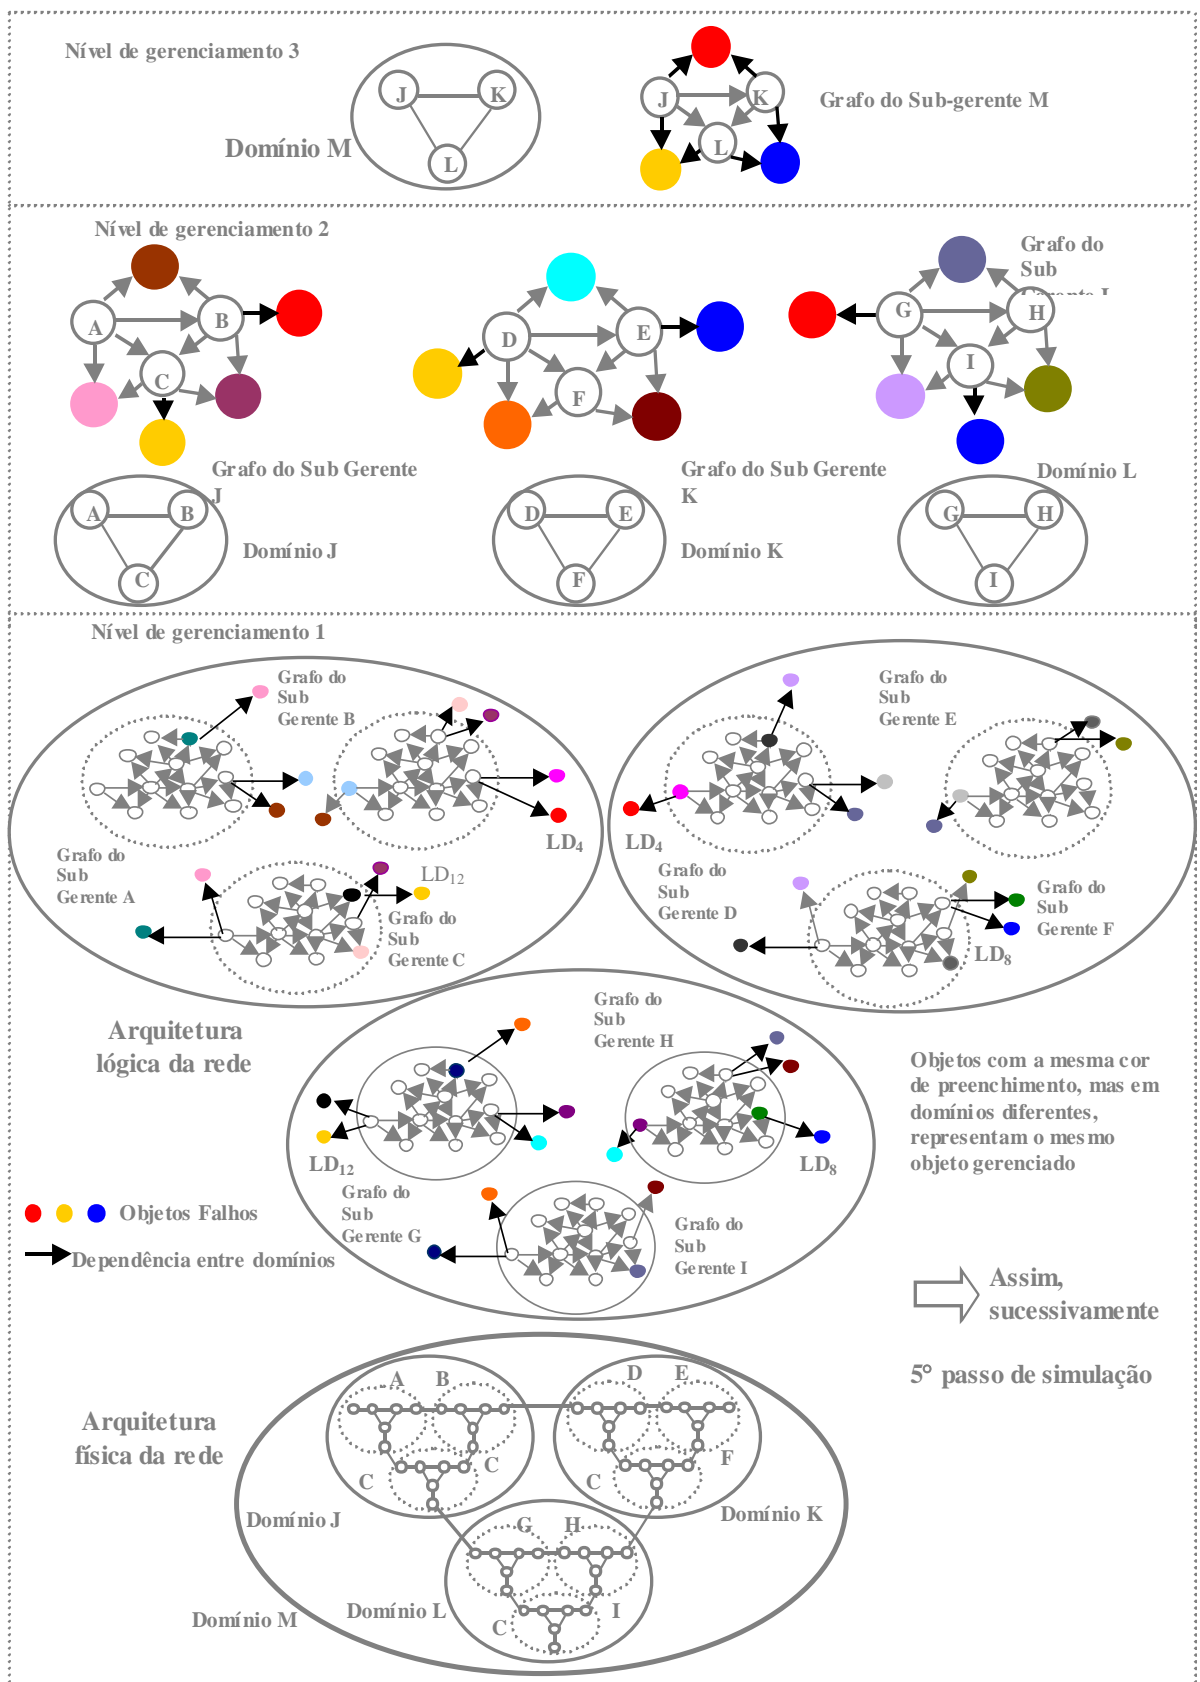 Nível de gerenciamento 3
J
K
L
Domínio M
J
K
L
Grafo do Sub-gerente M
Nível de gerenciamento 2
A
B
C
D
E
F
G
H
I
Grafo do
Sub
Grafo do Sub Gerente
J
Grafo do Sub Gerente
K
Domínio L
A
B
C
Domínio J
D
E
F
Domínio K
G
H
I
Nível de gerenciamento 1
Grafo do
Sub
Gerente B
LD4
Grafo do
Sub
Gerente A
LD12
Grafo do
Sub
Gerente C
Grafo do
Sub
Gerente E
LD4
Grafo do
Sub
Gerente D
Grafo do
Sub
Gerente F
LD8
Arquitetura
lógica da rede
Grafo do
Sub
Gerente H
LD12
LD8
Grafo do
Sub
Gerente G
Grafo do
Sub
Gerente I
Objetos com a mesma cor
de preenchimento, mas em
domínios diferentes,
representam o mesmo
objeto gerenciado
Objetos Falhos
Dependência entre domínios
Assim,
sucessivamente
5° passo de simulação
Arquitetura
física da rede
A
B
C
C
Domínio J
D
E
C
F
Domínio K
G
H
C
I
Domínio L
Domínio M